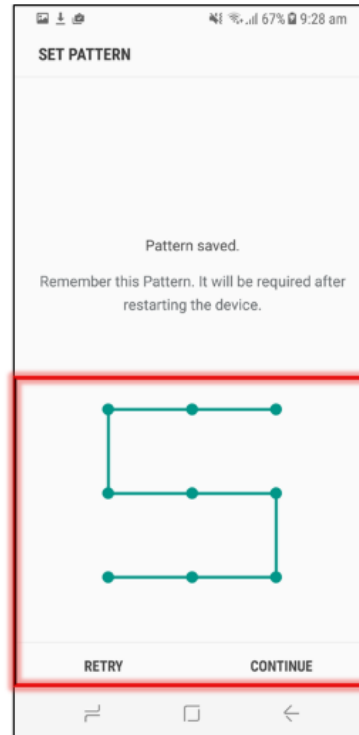 67% 9:28 am
SET PATTERN
Pattern saved.
Remember this Pattern. It will be required after
restarting the device.
RETRY CONTINUE